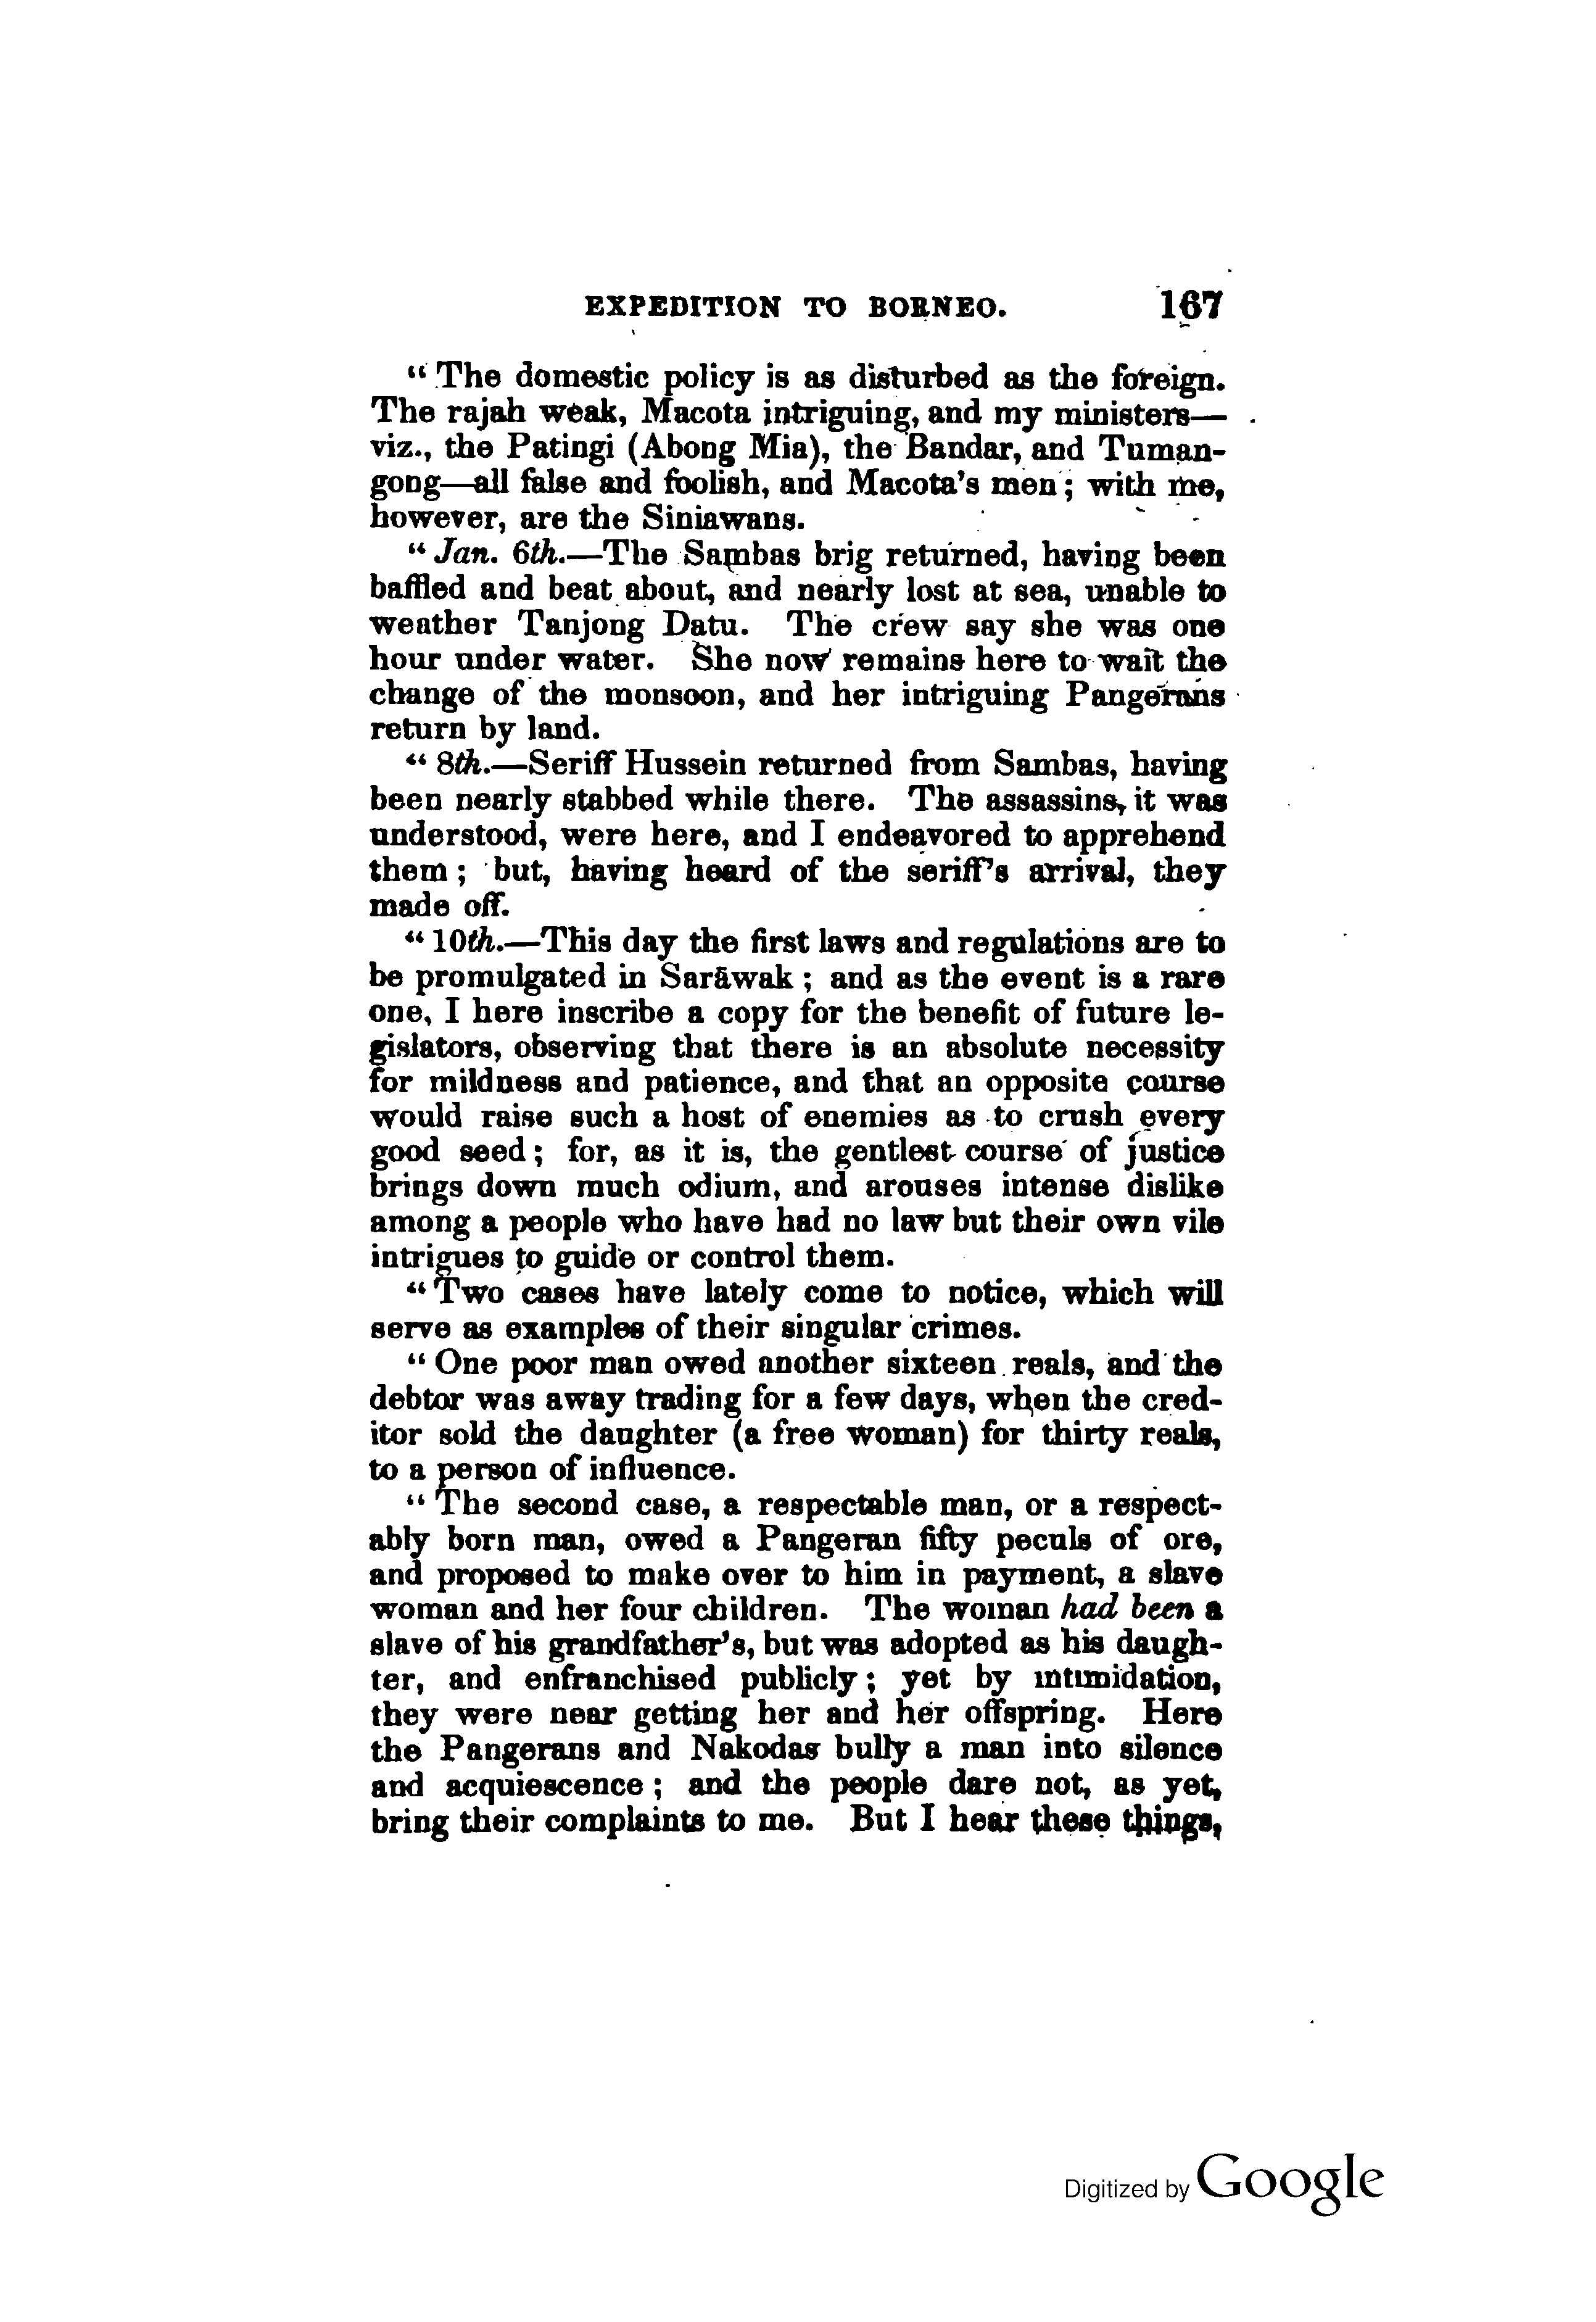 EXPEDITION TO BORNEO. 167
“ The domestic policy is as disturbed as the foreign.
The rajah weak, Macota intriguing, and my ministers—
viz., the Patingi (Abong Mia), the Bandar, and Tuman-
gong—all false and foolish, and Macota’s men ; with me,
however, are the Siniawans.
“ Jan. 6th.—The Sambas brig returned, having been
baffled and beat about, and nearly lost at sea, unable to
weather Tanjong Datu. The crew say she was one
hour under water. She now remains here to wait the
change of the monsoon, and her intriguing Pangerans
return by land.
“ 8th.—Seriff Hussein returned from Sambas, having
been nearly stabbed while there. The assassins, it was
understood, were here, and I endeavored to apprehend
them ; but, having heard of the seriff’s arrival, they
made off.
“ 10th.—This day the first laws and regulations are to
be promulgated in Sarāwak ; and as the event is a rare
one, I here inscribe a copy for the benefit of future le-
gislators, observing that there is an absolute necessity
for mildness and patience, and that an opposite course
would raise such a host of enemies as to crush every
good seed ; for, as it is, the gentlest course of justice
brings down much odium, and arouses intense dislike
among a people who have had no law but their own vile
intrigues to guide or control them.
“ Two cases have lately come to notice, which will
serve as examples of their singular crimes.
“ One poor man owed another sixteen reals, and the
debtor was away trading for a few days, when the cred-
itor sold the daughter (a free woman) for thirty reals,
to a person of influence.
“ The second case, a respectable man, or a respect-
ably born man, owed a Pangeran fifty peculs of ore,
and proposed to make over to him in payment, a slave
woman and her four children. The woman had been a
slave of his grandfather’s, but was adopted as his daugh-
ter, and enfranchised publicly ; yet by intimidation,
they were near getting her and her offspring. Here
the Pangerans and Nakodas bully a man into silence
and acquiescence ; and the people dare not, as yet,
bring their complaints to me. But I hear these things,
Digitized by Google